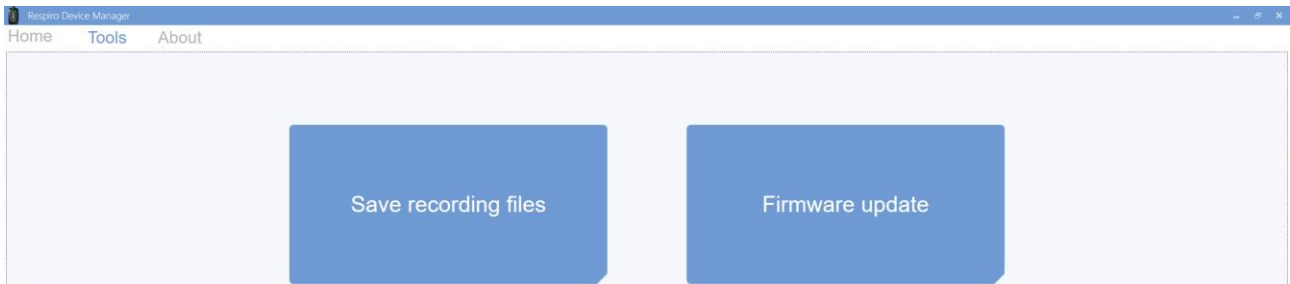 Respiro Device Manager
Home Tools About
Save recording files Firmware update